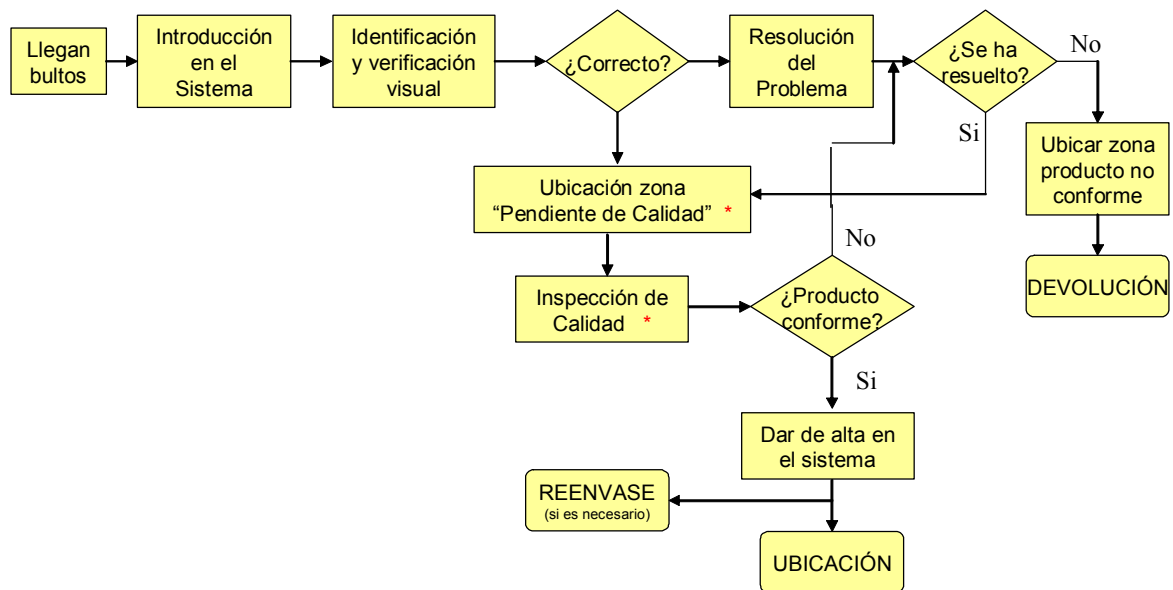 Llegan
bultos
Introducción
en el
Sistema
Identificación
y verificación
visual
¿Correcto?
Resolución
del
Problema
¿Se ha
resuelto?
No
Si
Ubicar zona
producto no
conforme
DEVOLUCIÓN
Ubicación zona
“Pendiente de Calidad” *
Inspección de
Calidad *
¿Producto
conforme?
No
Si
Dar de alta en
el sistema
REENVASE
(si es necesario)
UBICACIÓN